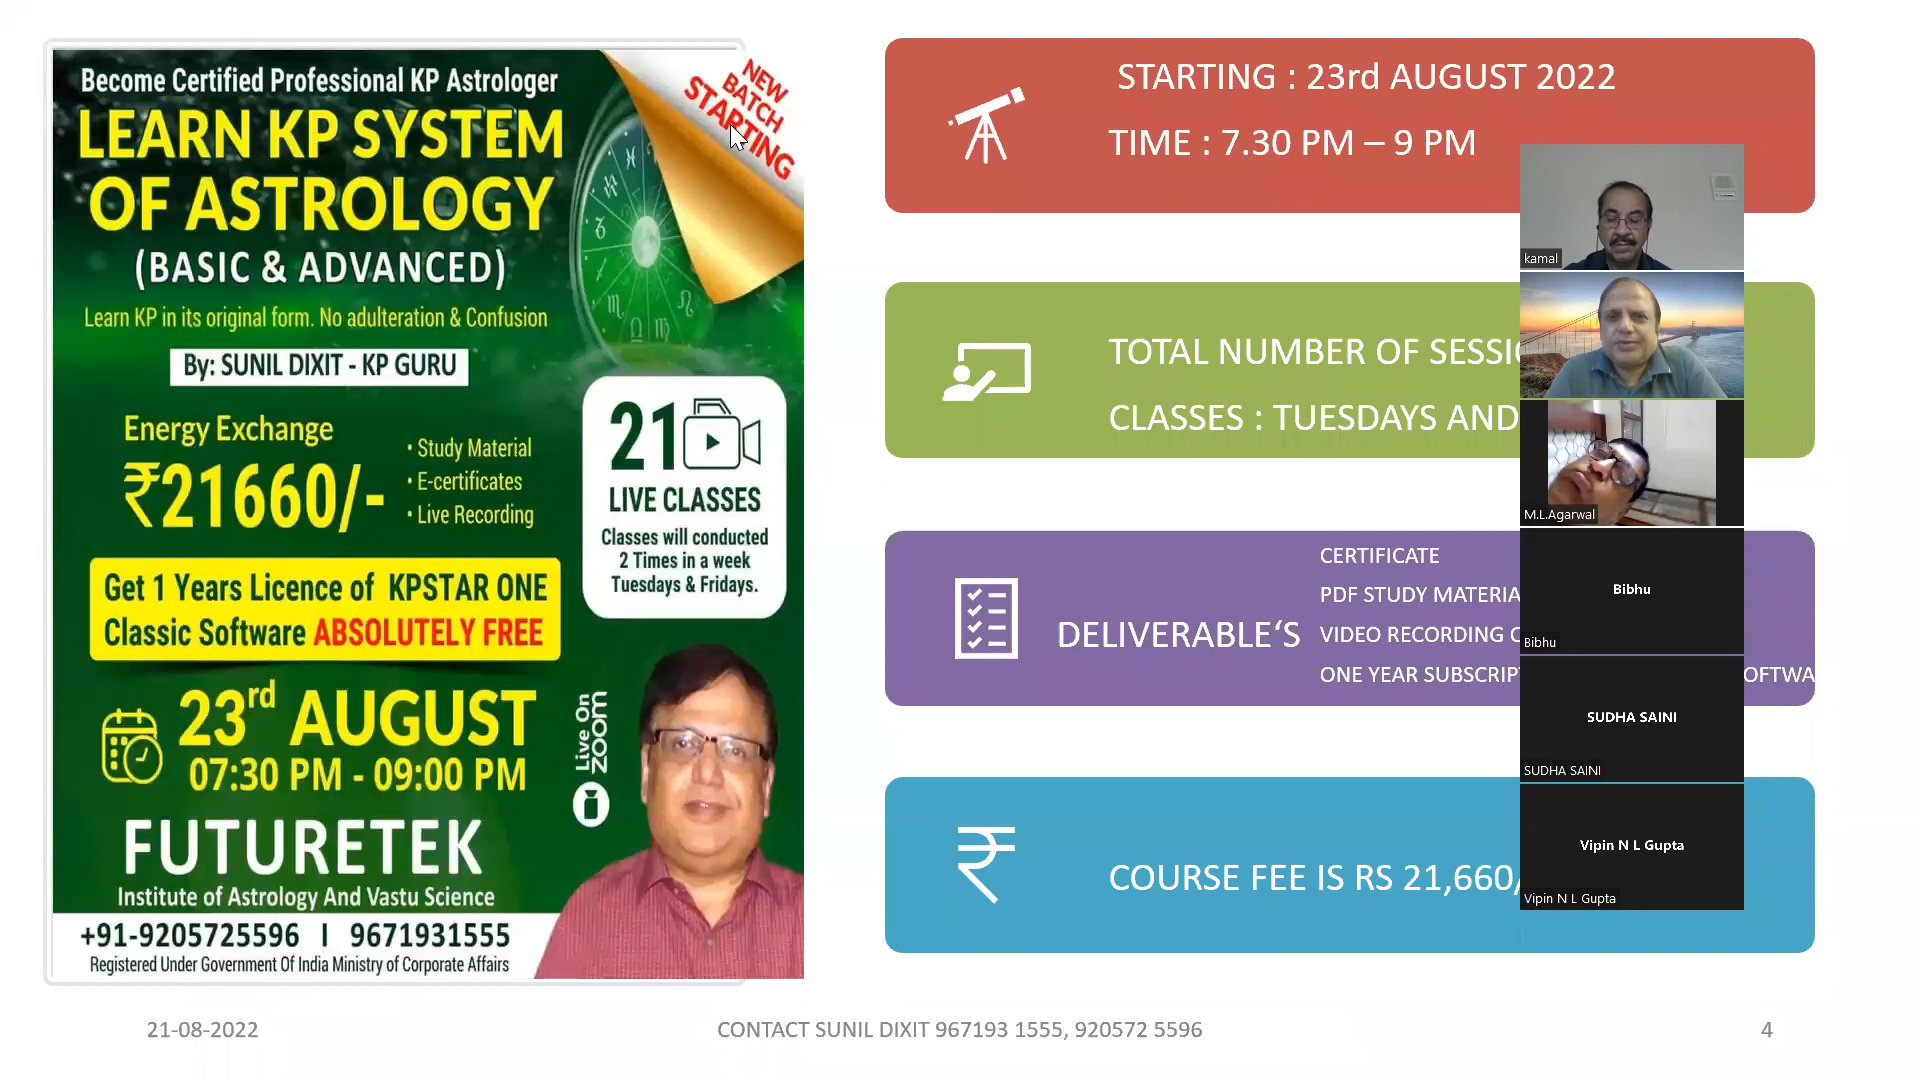 Become Certified Professional KP Astrologer
LEARN KP SYSTEM
OF ASTROLOGY
(BASIC & ADVANCED)
Learn KP in its original form. No adulteration & Confusion
By: SUNIL DIXIT - KP GURU
NEW
BATCH
STARTING
Energy Exchange
₹21660/-
• Study Material
• E-certificates
• Live Recording
21
LIVE CLASSES
Classes will conducted
2 Times in a week
Tuesdays & Fridays.
Get 1 Years Licence of KPSTAR ONE
Classic Software ABSOLUTELY FREE
23rd AUGUST
07:30 PM - 09:00 PM
Live On
zoom
FUTURETEK
Institute of Astrology And Vastu Science
+91-9205725596 I 9671931555
Registered Under Government Of India Ministry of Corporate Affairs
STARTING : 23rd AUGUST 2022
TIME : 7.30 PM – 9 PM
TOTAL NUMBER OF
CLASSES : TUESDAYS AND
DELIVERABLE‘S
CERTIFICATE
PDF STUDY
VIDEO RECORDING
ONE YEAR
COURSE FEE IS RS 21,660/
kamal
M.L.Agarwal
Bibhu
Bibhu
SUDHA SAINI
SUDHA SAINI
Vipin N L Gupta
Vipin N L Gupta
21-08-2022
CONTACT SUNIL DIXIT 967193 1555, 920572 5596
4